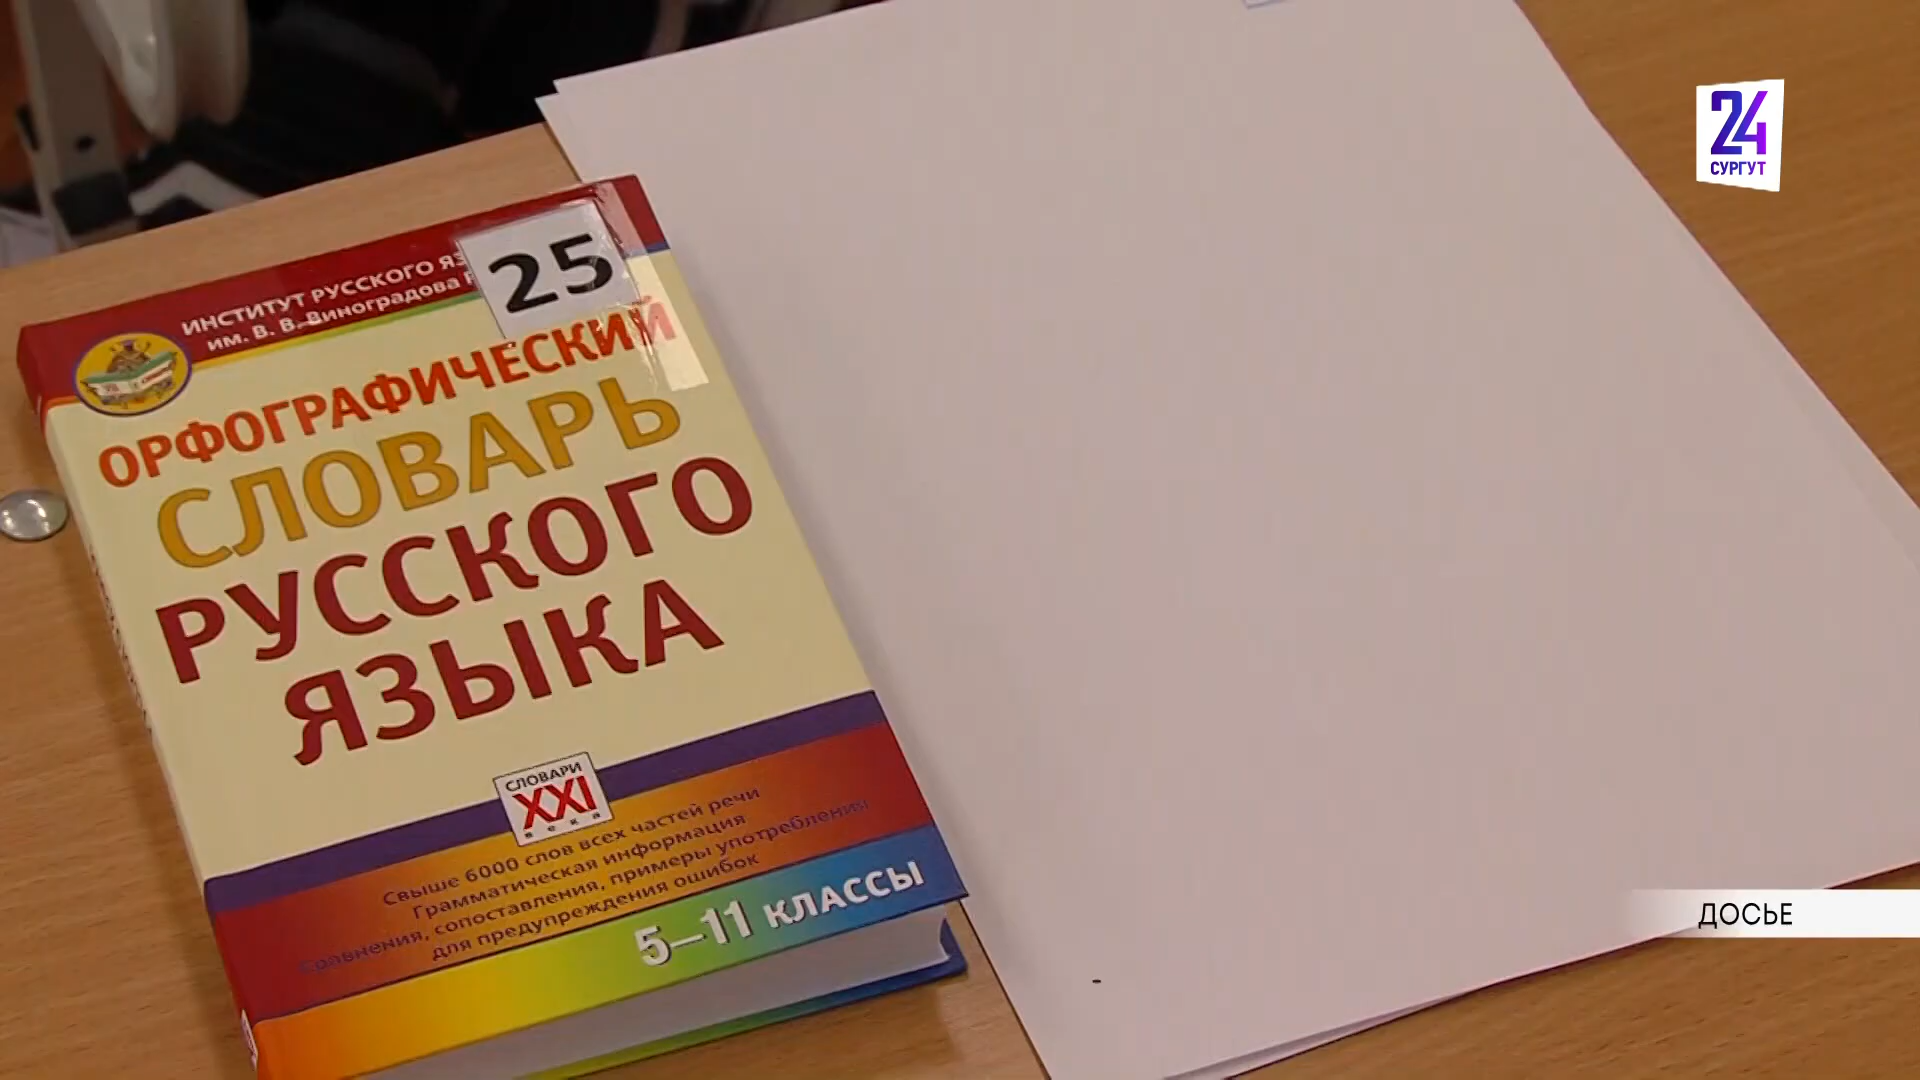 24
СУРГУТ
ИНСТИТУТ РУССКОГО
им. В. В. Виноградова
25
ОРФОГРАФИЧЕСКИЙ
СЛОВАРЬ
РУССКОГО
ЯЗЫКА
СЛОВАРИ
XXI
века
Свыше 6000 слов всех частей речи
Грамматическая информация
Сравнения, сопоставления, примеры употребления
для предупреждения ошибок
5–11 КЛАССЫ
ДОСЬЕ